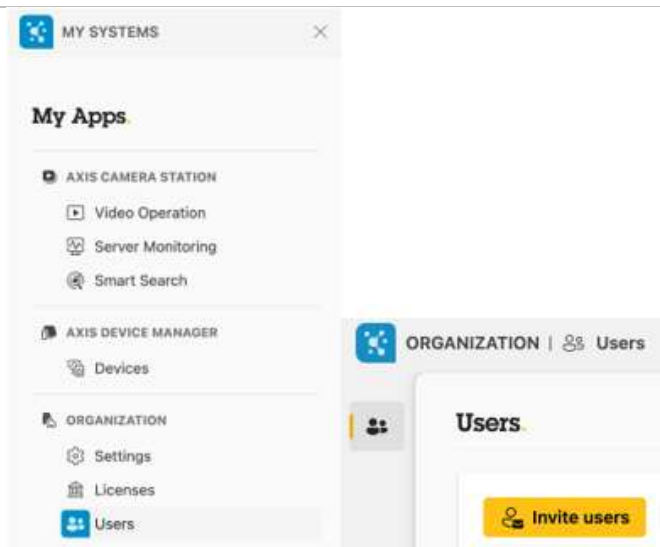 MY SYSTEMS
My Apps.
AXIS CAMERA STATION
Video Operation
Server Monitoring
Smart Search
AXIS DEVICE MANAGER
Devices
ORGANIZATION
Settings
Licenses
Users
ORGANIZATION | Users
Users.
Invite users